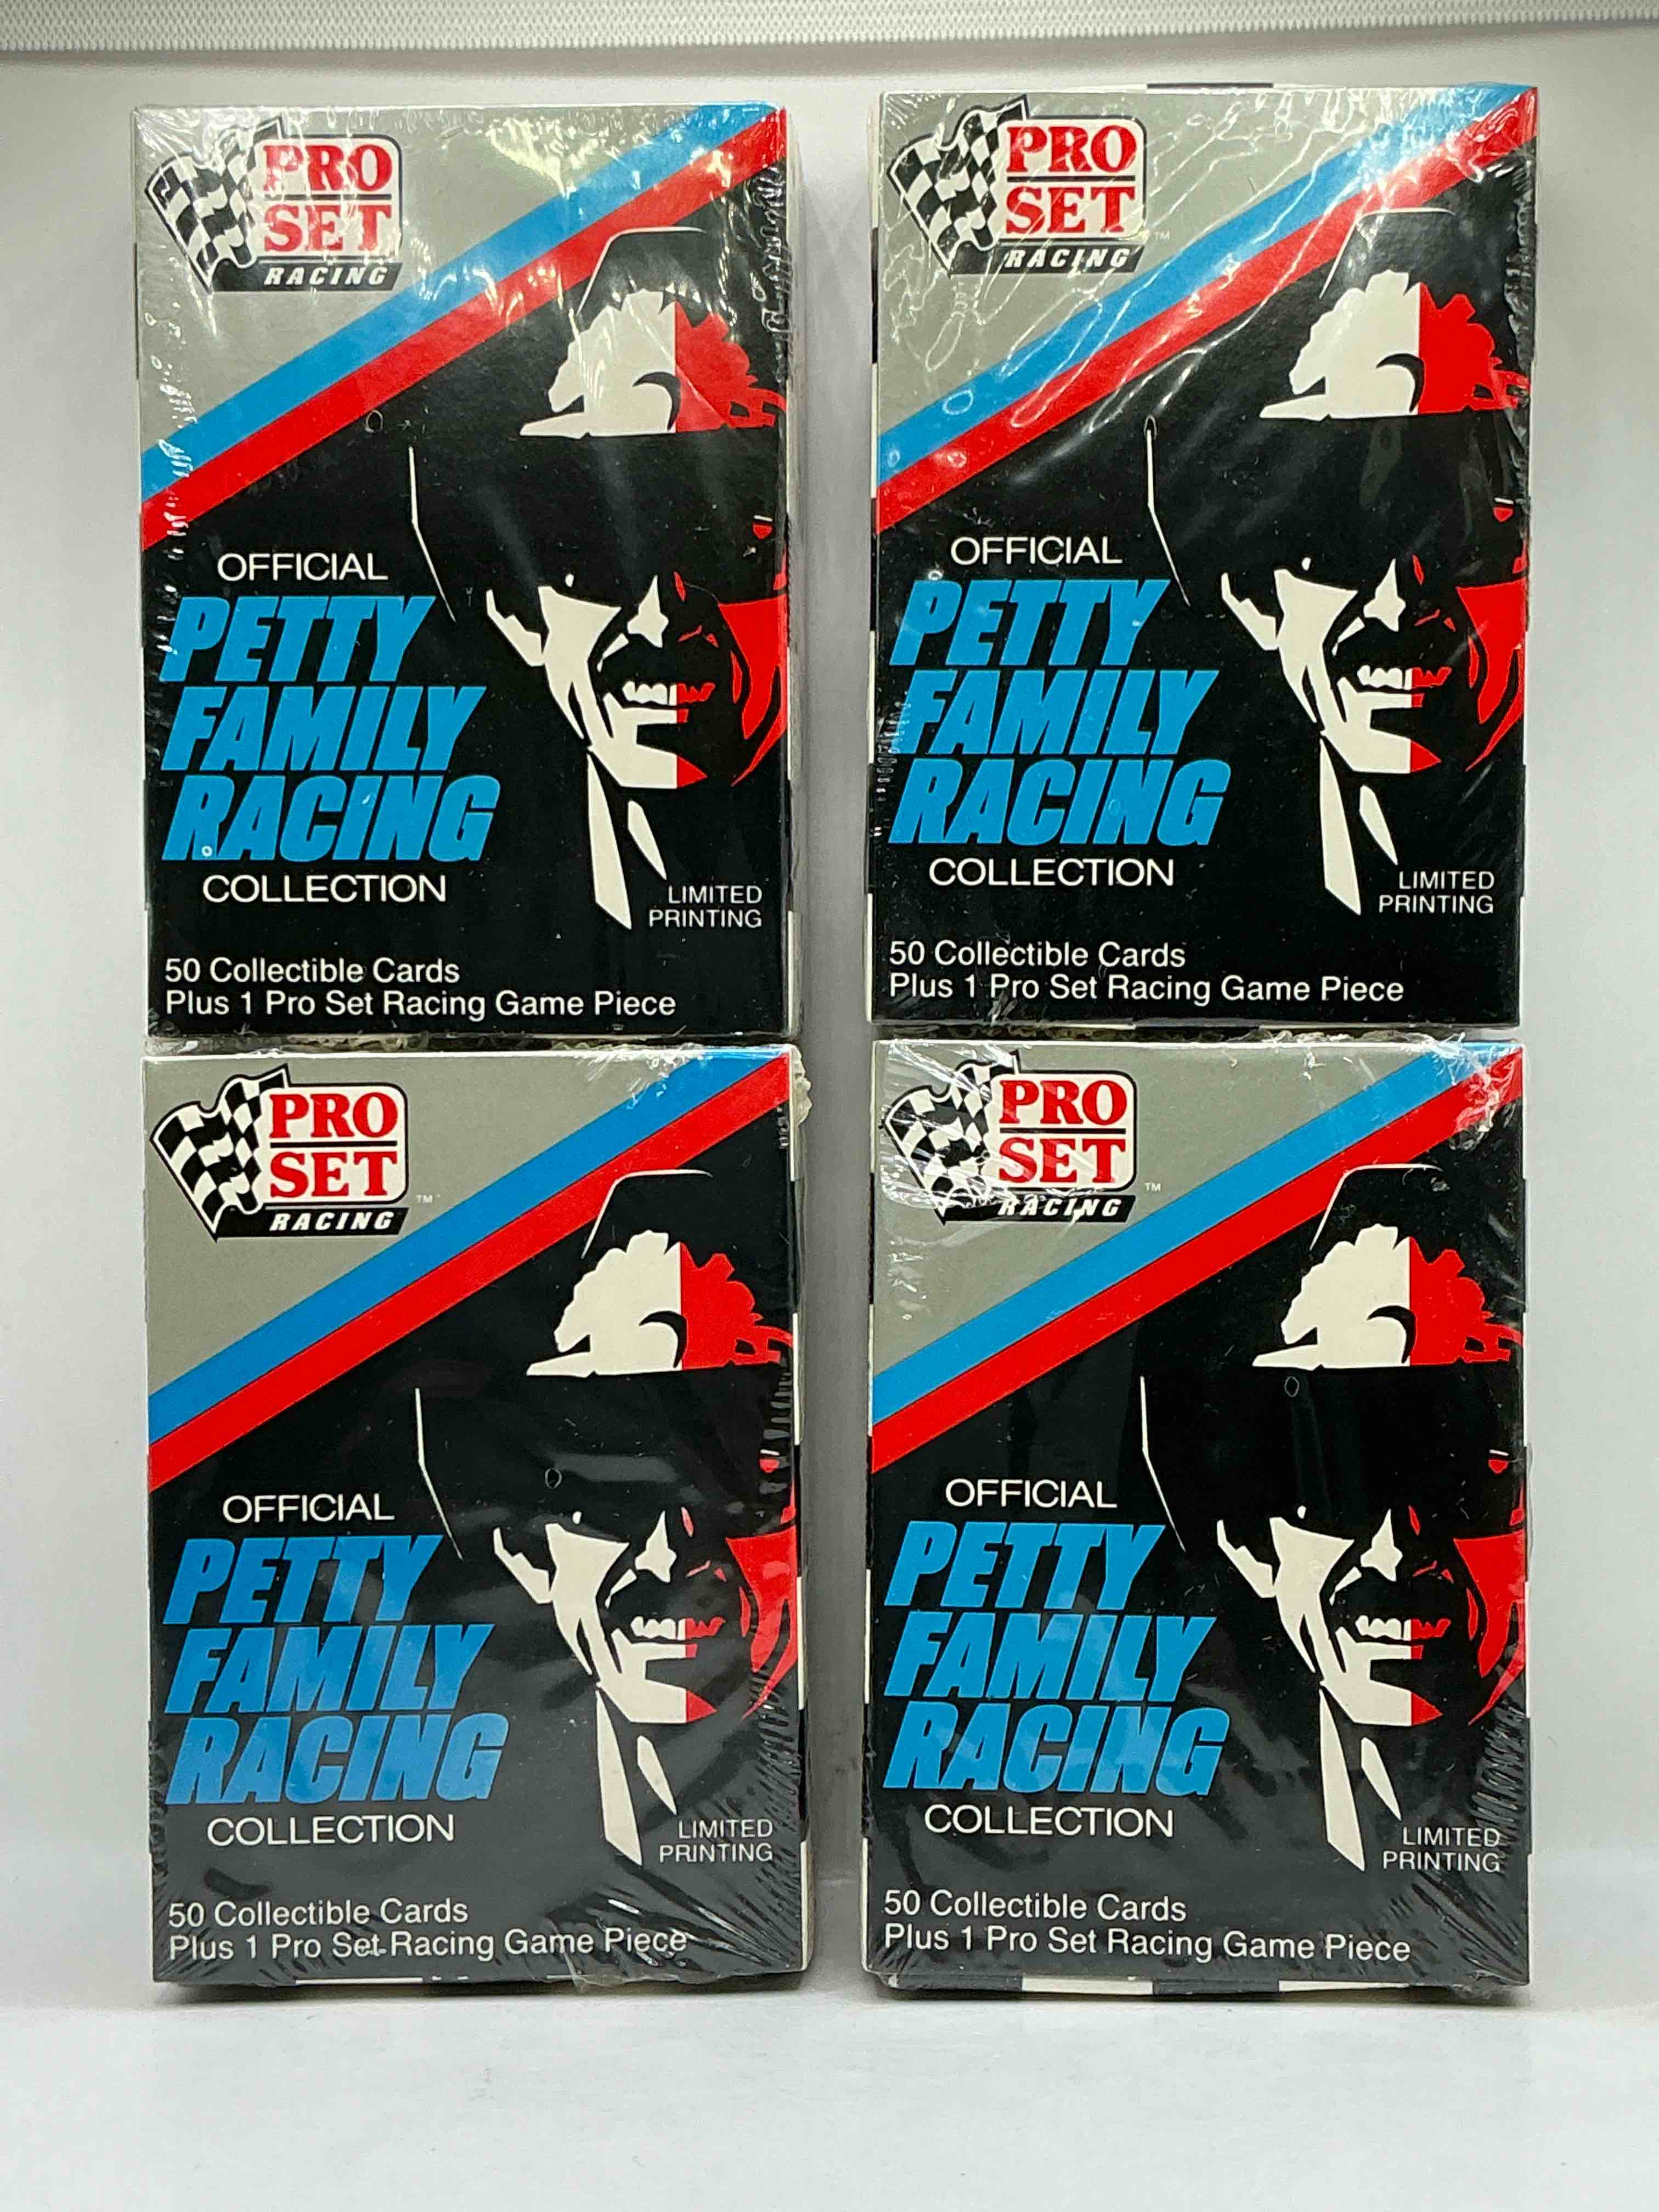 PRO
SET
RACING
OFFICIAL
PETTY
FAMILY
RACING
COLLECTION
LIMITED
PRINTING
50 Collectible Cards
Plus 1 Pro Set Racing Game Piece
PRO
SET
RACING
TM
OFFICIAL
PETTY
FAMILY
RACING
COLLECTION
LIMITED
PRINTING
50 Collectible Cards
Plus 1 Pro Set Racing Game Piece
PRO
SET
RACING
TM
OFFICIAL
PETTY
FAMILY
RACING
COLLECTION
LIMITED
PRINTING
50 Collectible Cards
Plus 1 Pro Set Racing Game Piece
PRO
SET
RACING
TM
OFFICIAL
PETTY
FAMILY
RACING
COLLECTION
LIMITED
PRINTING
50 Collectible Cards
Plus 1 Pro Set Racing Game Piece